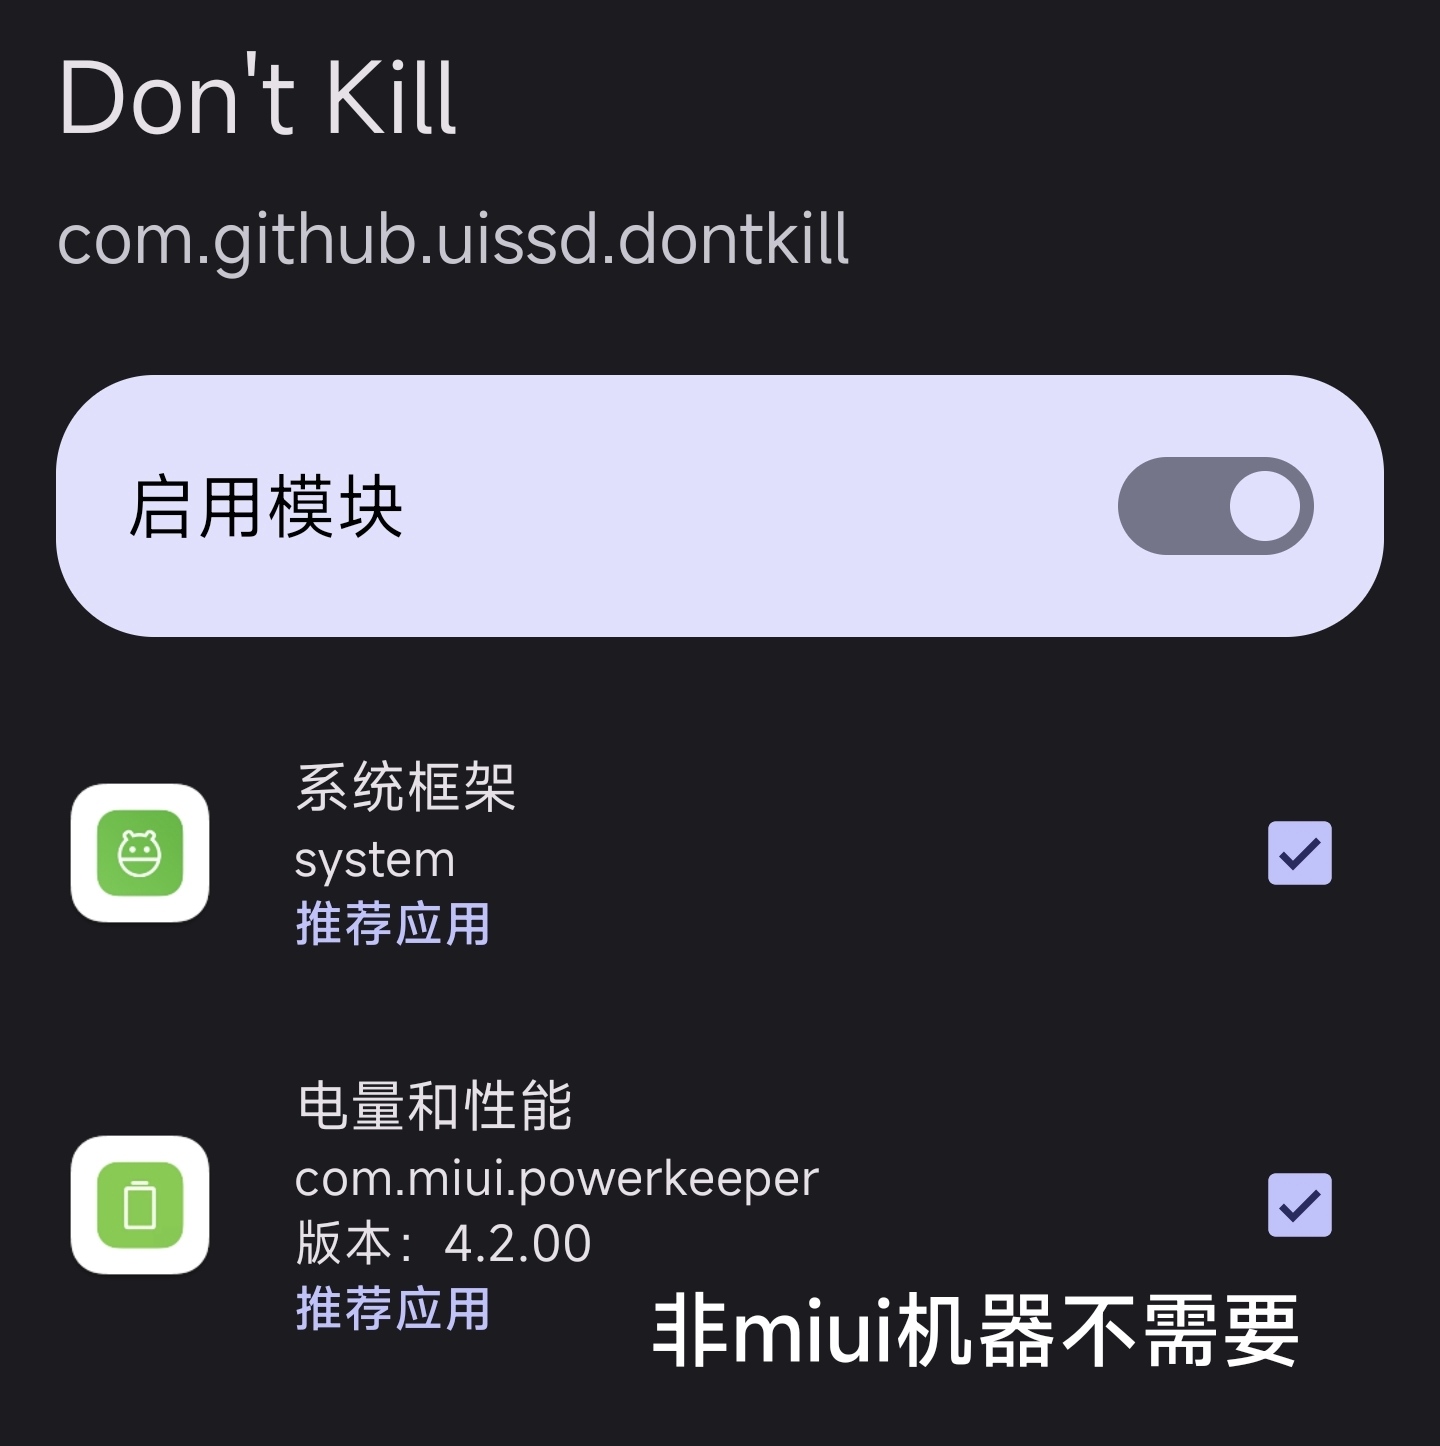 Don't Kill
com.github.uissd.dontkill
启用模块
系统框架
system
推荐应用
电量和性能
com.miui.powerkeeper
版本：4.2.00
推荐应用
非miui机器不需要